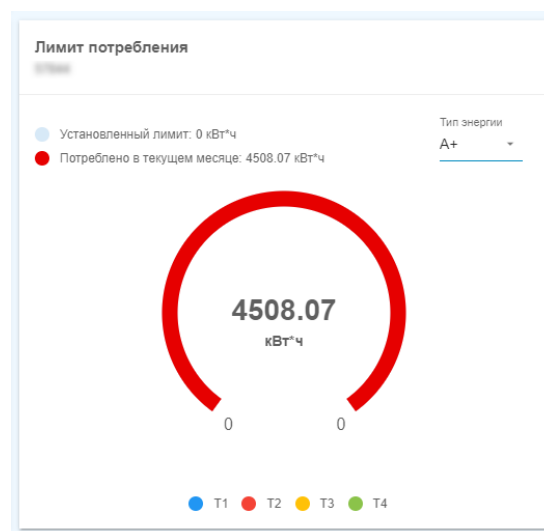 Лимит потребления
Установленный лимит: 0 кВт*ч
Потреблено в текущем месяце: 4508.07 кВт*ч
Тип энергии
A+
4508.07
кВт*ч
0
0
T1 T2 T3 T4